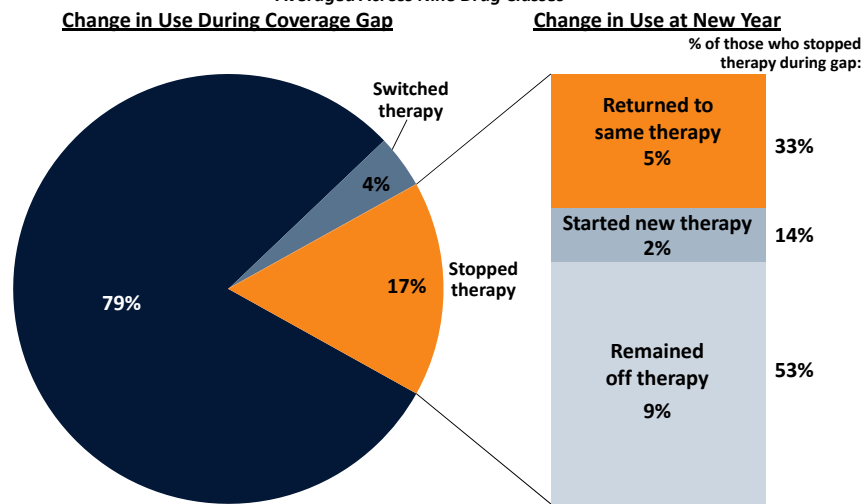 Change in Use During Coverage Gap
Change in Use at New Year
% of those who stopped
therapy during gap:
Switched
therapy
4%
79%
17%
Stopped
therapy
Returned to
same therapy
5%
33%
Started new therapy
2%
14%
Remained
off therapy
9%
53%